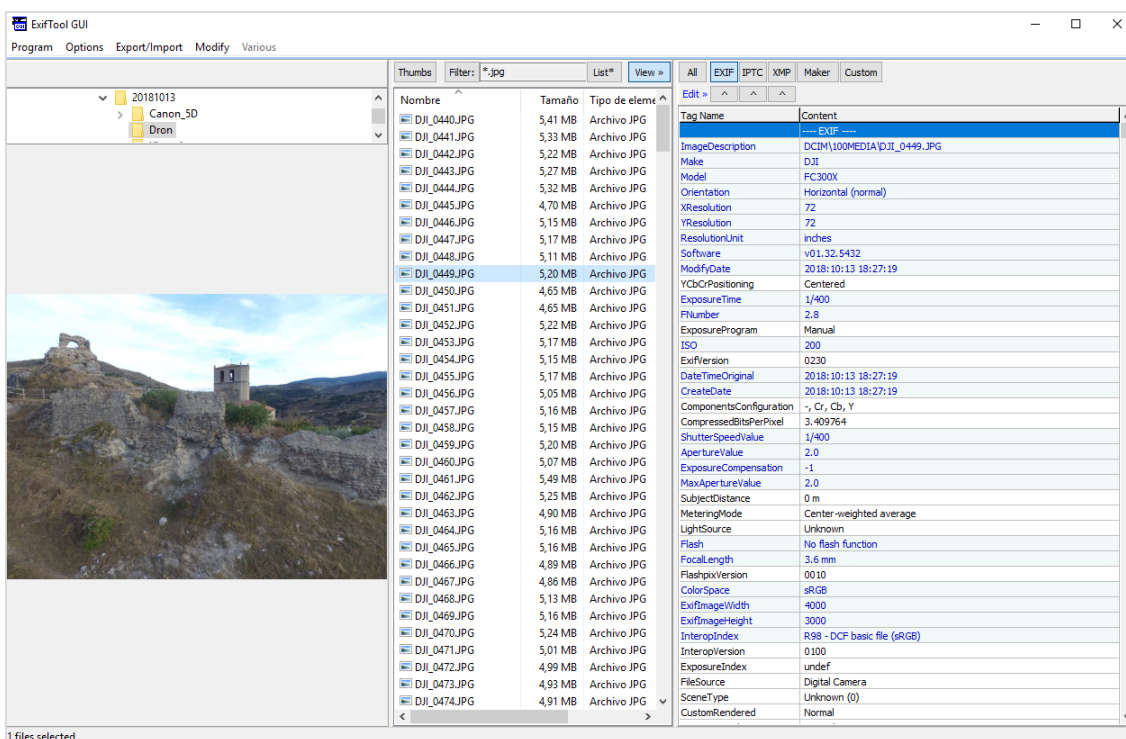 ExifTool GUI
Program Options Export/Import Modify Various
Thumbs Filter: *.jpg List* View »
All EXIF IPTC XMP Maker Custom
Edit » ^ ^ ^
20181013
Canon_5D
Dron
Nombre Tamaño Tipo de eleme
DJI_0440.JPG 5,41 MB Archivo JPG
DJI_0441.JPG 5,33 MB Archivo JPG
DJI_0442.JPG 5,22 MB Archivo JPG
DJI_0443.JPG 5,27 MB Archivo JPG
DJI_0444.JPG 5,32 MB Archivo JPG
DJI_0445.JPG 4,70 MB Archivo JPG
DJI_0446.JPG 5,15 MB Archivo JPG
DJI_0447.JPG 5,17 MB Archivo JPG
DJI_0448.JPG 5,11 MB Archivo JPG
DJI_0449.JPG 5,20 MB Archivo JPG
DJI_0450.JPG 4,65 MB Archivo JPG
DJI_0451.JPG 4,65 MB Archivo JPG
DJI_0452.JPG 5,22 MB Archivo JPG
DJI_0453.JPG 5,17 MB Archivo JPG
DJI_0454.JPG 5,15 MB Archivo JPG
DJI_0455.JPG 5,17 MB Archivo JPG
DJI_0456.JPG 5,05 MB Archivo JPG
DJI_0457.JPG 5,16 MB Archivo JPG
DJI_0458.JPG 5,15 MB Archivo JPG
DJI_0459.JPG 5,20 MB Archivo JPG
DJI_0460.JPG 5,07 MB Archivo JPG
DJI_0461.JPG 5,49 MB Archivo JPG
DJI_0462.JPG 5,25 MB Archivo JPG
DJI_0463.JPG 4,90 MB Archivo JPG
DJI_0464.JPG 5,16 MB Archivo JPG
DJI_0465.JPG 5,16 MB Archivo JPG
DJI_0466.JPG 4,89 MB Archivo JPG
DJI_0467.JPG 4,86 MB Archivo JPG
DJI_0468.JPG 5,13 MB Archivo JPG
DJI_0469.JPG 5,16 MB Archivo JPG
DJI_0470.JPG 5,24 MB Archivo JPG
DJI_0471.JPG 5,01 MB Archivo JPG
DJI_0472.JPG 4,99 MB Archivo JPG
DJI_0473.JPG 4,93 MB Archivo JPG
DJI_0474.JPG 4,91 MB Archivo JPG
Tag Name Content
---- EXIF ----
ImageDescription DCIM\100MEDIA\DJI_0449.JPG
Make DJI
Model FC300X
Orientation Horizontal (normal)
XResolution 72
YResolution 72
ResolutionUnit inches
Software v01.32.5432
ModifyDate 2018:10:13 18:27:19
YCbCrPositioning Centered
ExposureTime 1/400
FNumber 2.8
ExposureProgram Manual
ISO 200
ExifVersion 0230
DateTimeOriginal 2018:10:13 18:27:19
CreateDate 2018:10:13 18:27:19
ComponentsConfiguration -, Cr, Cb, Y
CompressedBitsPerPixel 3.409764
ShutterSpeedValue 1/400
ApertureValue 2.0
ExposureCompensation -1
MaxApertureValue 2.0
SubjectDistance 0 m
MeteringMode Center-weighted average
LightSource Unknown
Flash No flash function
FocalLength 3.6 mm
FlashpixVersion 0010
ColorSpace sRGB
ExifImageWidth 4000
ExifImageHeight 3000
InteropIndex R98 - DCF basic file (sRGB)
InteropVersion 0100
ExposureIndex undef
FileSource Digital Camera
SceneType Unknown (0)
CustomRendered Normal
1 files selected